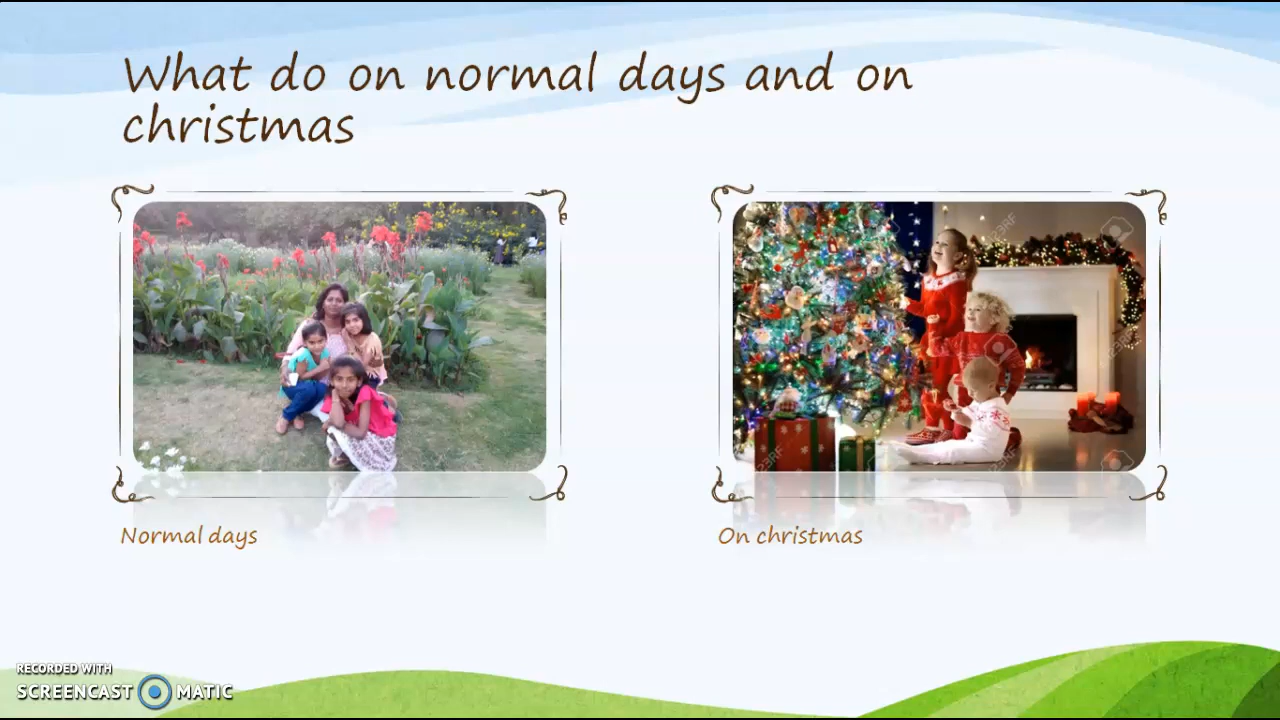 What do on normal days and on
christmas
Normal days
On christmas
RECORDED WITH
SCREENCAST MATIC